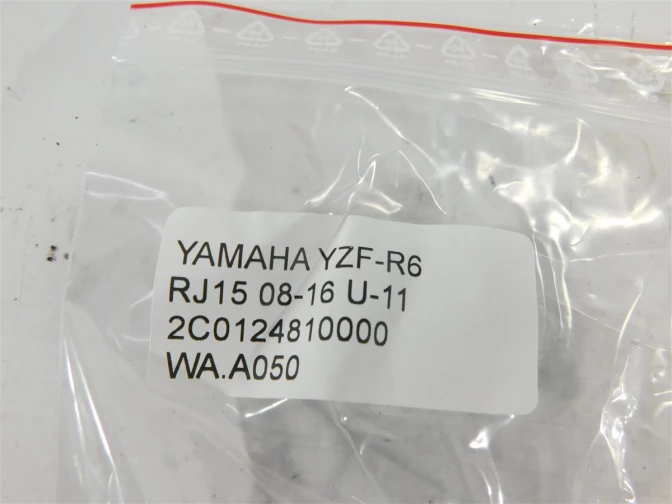 YAMAHA YZF-R6
RJ15 08-16 U-11
2C0124810000
WA.A050